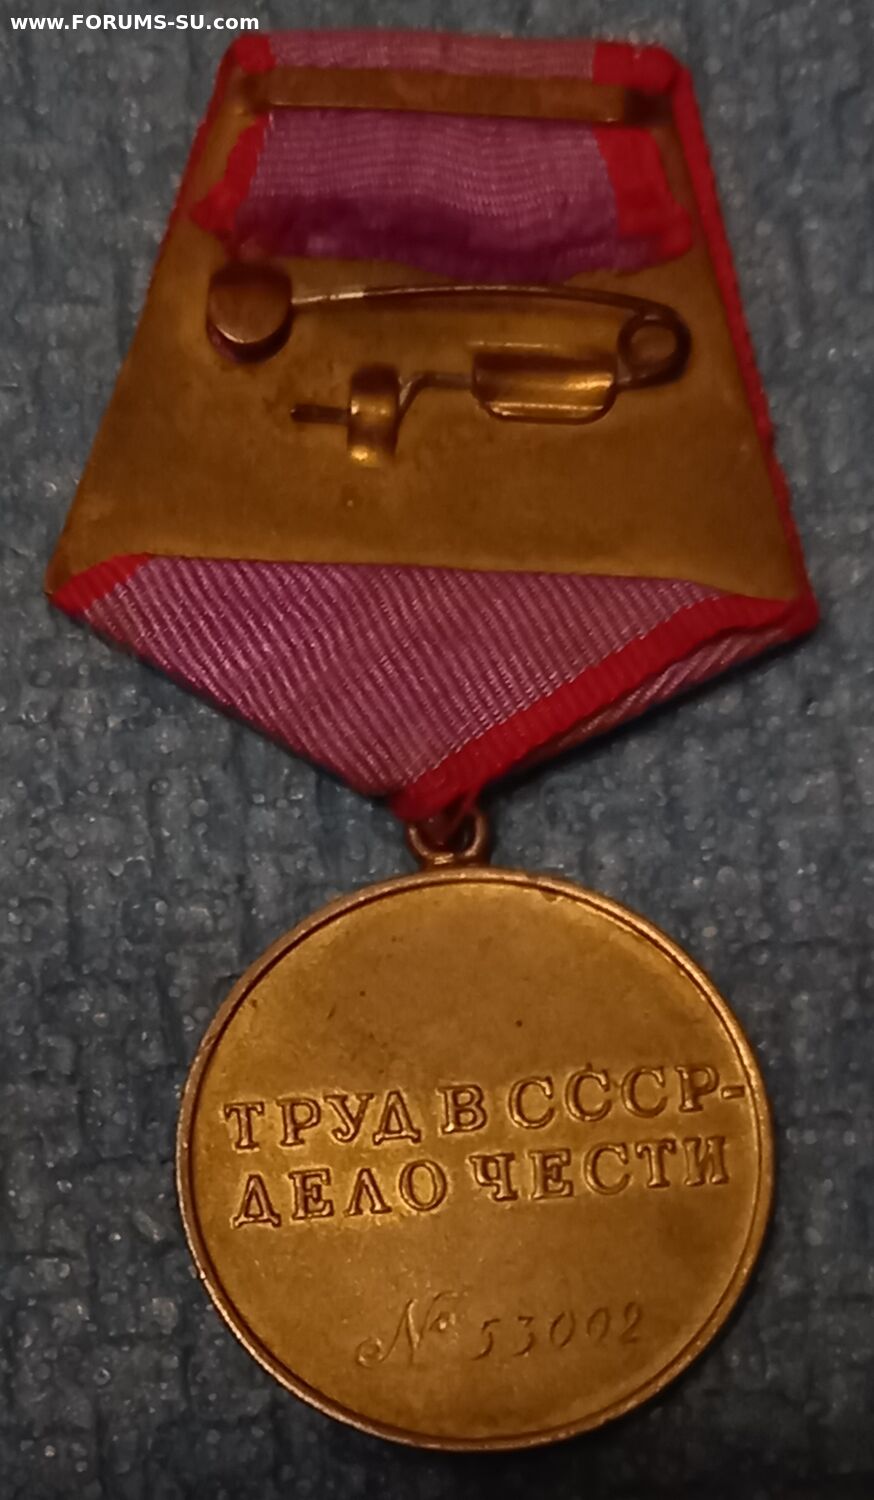 www.FORUMS-SU.com
ТРУД В СССР-
ДЕЛО ЧЕСТИ
№ 53002